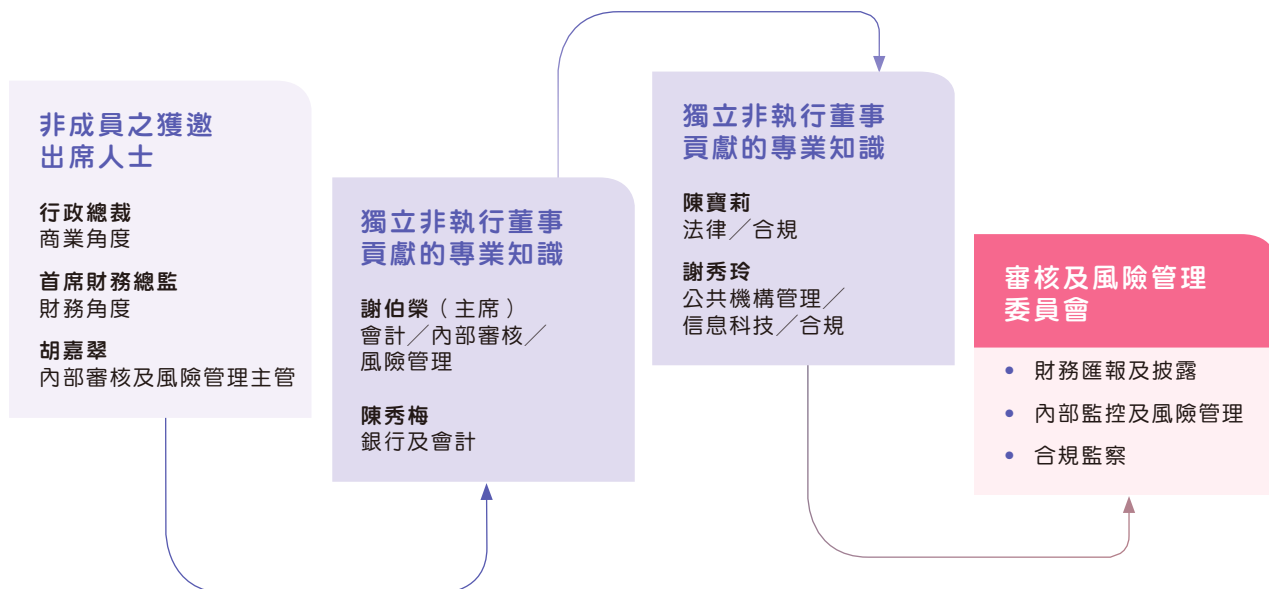 非成員之獲邀
出席人士
行政總裁
商業角度
首席財務總監
財務角度
胡嘉翠
內部審核及風險管理主管
獨立非執行董事
貢獻的專業知識
謝伯榮（主席）
會計／內部審核／
風險管理
陳秀梅
銀行及會計
獨立非執行董事
貢獻的專業知識
陳寶莉
法律／合規
謝秀玲
公共機構管理／
信息科技／合規
審核及風險管理
委員會
• 財務匯報及披露
• 內部監控及風險管理
• 合規監察